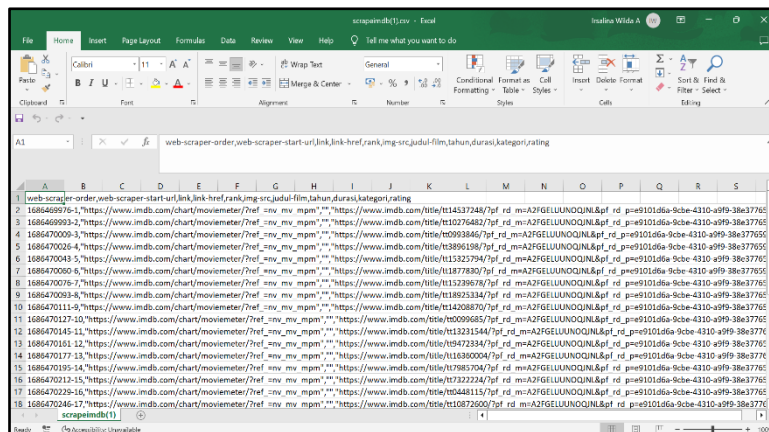 scrapeimdb(1).csv - Excel
Insalina Wilda A
IW
File Home Insert Page Layout Formulas Data Review View Help Tell me what you want to do
Calibri 11 A A Wrap Text General
Paste B I U A Merge & Center % 9 Conditional Formatting Format as Table Cell Styles Insert Delete Format Sort & Filter Find & Select
Clipboard Font Alignment Number Styles Cells Editing
A1 fx web-scraper-order,web-scraper-start-url,link,link-href,rank,img-src,judul-film,tahun,durasi,kategori,rating
A B C D E F G H I J K L M N O P Q R S
1 web-scraper-order,web-scraper-start-url,link,link-href,rank,img-src,judul-film,tahun,durasi,kategori,rating
2 1686469976-1,"https://www.imdb.com/chart/moviemeter/?ref_=nv_mv_mpm","","https://www.imdb.com/title/tt14537248/?pf_rd_m=A2FGELUUNOQJNL&pf_rd_p=e9101d6a-9cbe-4310-a9f9-38e37765
3 1686469993-2,"https://www.imdb.com/chart/moviemeter/?ref_=nv_mv_mpm","","https://www.imdb.com/title/tt10276482/?pf_rd_m=A2FGELUUNOQJNL&pf_rd_p=e9101d6a-9cbe-4310-a9f9-38e37765
4 1686470009-3,"https://www.imdb.com/chart/moviemeter/?ref_=nv_mv_mpm","","https://www.imdb.com/title/tt0993846/?pf_rd_m=A2FGELUUNOQJNL&pf_rd_p=e9101d6a-9cbe-4310-a9f9-38e377659
5 1686470026-4,"https://www.imdb.com/chart/moviemeter/?ref_=nv_mv_mpm","","https://www.imdb.com/title/tt3896198/?pf_rd_m=A2FGELUUNOQJNL&pf_rd_p=e9101d6a-9cbe-4310-a9f9-38e377659
6 1686470043-5,"https://www.imdb.com/chart/moviemeter/?ref_=nv_mv_mpm","","https://www.imdb.com/title/tt15325794/?pf_rd_m=A2FGELUUNOQJNL&pf_rd_p=e9101d6a-9cbe-4310-a9f9-38e37765
7 1686470060-6,"https://www.imdb.com/chart/moviemeter/?ref_=nv_mv_mpm","","https://www.imdb.com/title/tt1877830/?pf_rd_m=A2FGELUUNOQJNL&pf_rd_p=e9101d6a-9cbe-4310-a9f9-38e377659
8 1686470076-7,"https://www.imdb.com/chart/moviemeter/?ref_=nv_mv_mpm","","https://www.imdb.com/title/tt15239678/?pf_rd_m=A2FGELUUNOQJNL&pf_rd_p=e9101d6a-9cbe-4310-a9f9-38e37765
9 1686470093-8,"https://www.imdb.com/chart/moviemeter/?ref_=nv_mv_mpm","","https://www.imdb.com/title/tt18925334/?pf_rd_m=A2FGELUUNOQJNL&pf_rd_p=e9101d6a-9cbe-4310-a9f9-38e37765
10 1686470111-9,"https://www.imdb.com/chart/moviemeter/?ref_=nv_mv_mpm","","https://www.imdb.com/title/tt14208870/?pf_rd_m=A2FGELUUNOQJNL&pf_rd_p=e9101d6a-9cbe-4310-a9f9-38e37765
11 1686470127-10,"https://www.imdb.com/chart/moviemeter/?ref_=nv_mv_mpm","","https://www.imdb.com/title/tt0099685/?pf_rd_m=A2FGELUUNOQJNL&pf_rd_p=e9101d6a-9cbe-4310-a9f9-38e37765
12 1686470145-11,"https://www.imdb.com/chart/moviemeter/?ref_=nv_mv_mpm","","https://www.imdb.com/title/tt13231544/?pf_rd_m=A2FGELUUNOQJNL&pf_rd_p=e9101d6a-9cbe-4310-a9f9-38e3776
13 1686470161-12,"https://www.imdb.com/chart/moviemeter/?ref_=nv_mv_mpm","","https://www.imdb.com/title/tt9472334/?pf_rd_m=A2FGELUUNOQJNL&pf_rd_p=e9101d6a-9cbe-4310-a9f9-38e37765
14 1686470177-13,"https://www.imdb.com/chart/moviemeter/?ref_=nv_mv_mpm","","https://www.imdb.com/title/tt16360004/?pf_rd_m=A2FGELUUNOQJNL&pf_rd_p=e9101d6a-9cbe-4310-a9f9-38e3776
15 1686470195-14,"https://www.imdb.com/chart/moviemeter/?ref_=nv_mv_mpm","","https://www.imdb.com/title/tt7985704/?pf_rd_m=A2FGELUUNOQJNL&pf_rd_p=e9101d6a-9cbe-4310-a9f9-38e37765
16 1686470212-15,"https://www.imdb.com/chart/moviemeter/?ref_=nv_mv_mpm","","https://www.imdb.com/title/tt7322224/?pf_rd_m=A2FGELUUNOQJNL&pf_rd_p=e9101d6a-9cbe-4310-a9f9-38e37765
17 1686470229-16,"https://www.imdb.com/chart/moviemeter/?ref_=nv_mv_mpm","","https://www.imdb.com/title/tt0448115/?pf_rd_m=A2FGELUUNOQJNL&pf_rd_p=e9101d6a-9cbe-4310-a9f9-38e37765
18 1686470246-17,"https://www.imdb.com/chart/moviemeter/?ref_=nv_mv_mpm","","https://www.imdb.com/title/tt10872600/?pf_rd_m=A2FGELUUNOQJNL&pf_rd_p=e9101d6a-9cbe-4310-a9f9-38e3776
scrapeimdb(1)
Ready Accessibility: Unavailable 100%